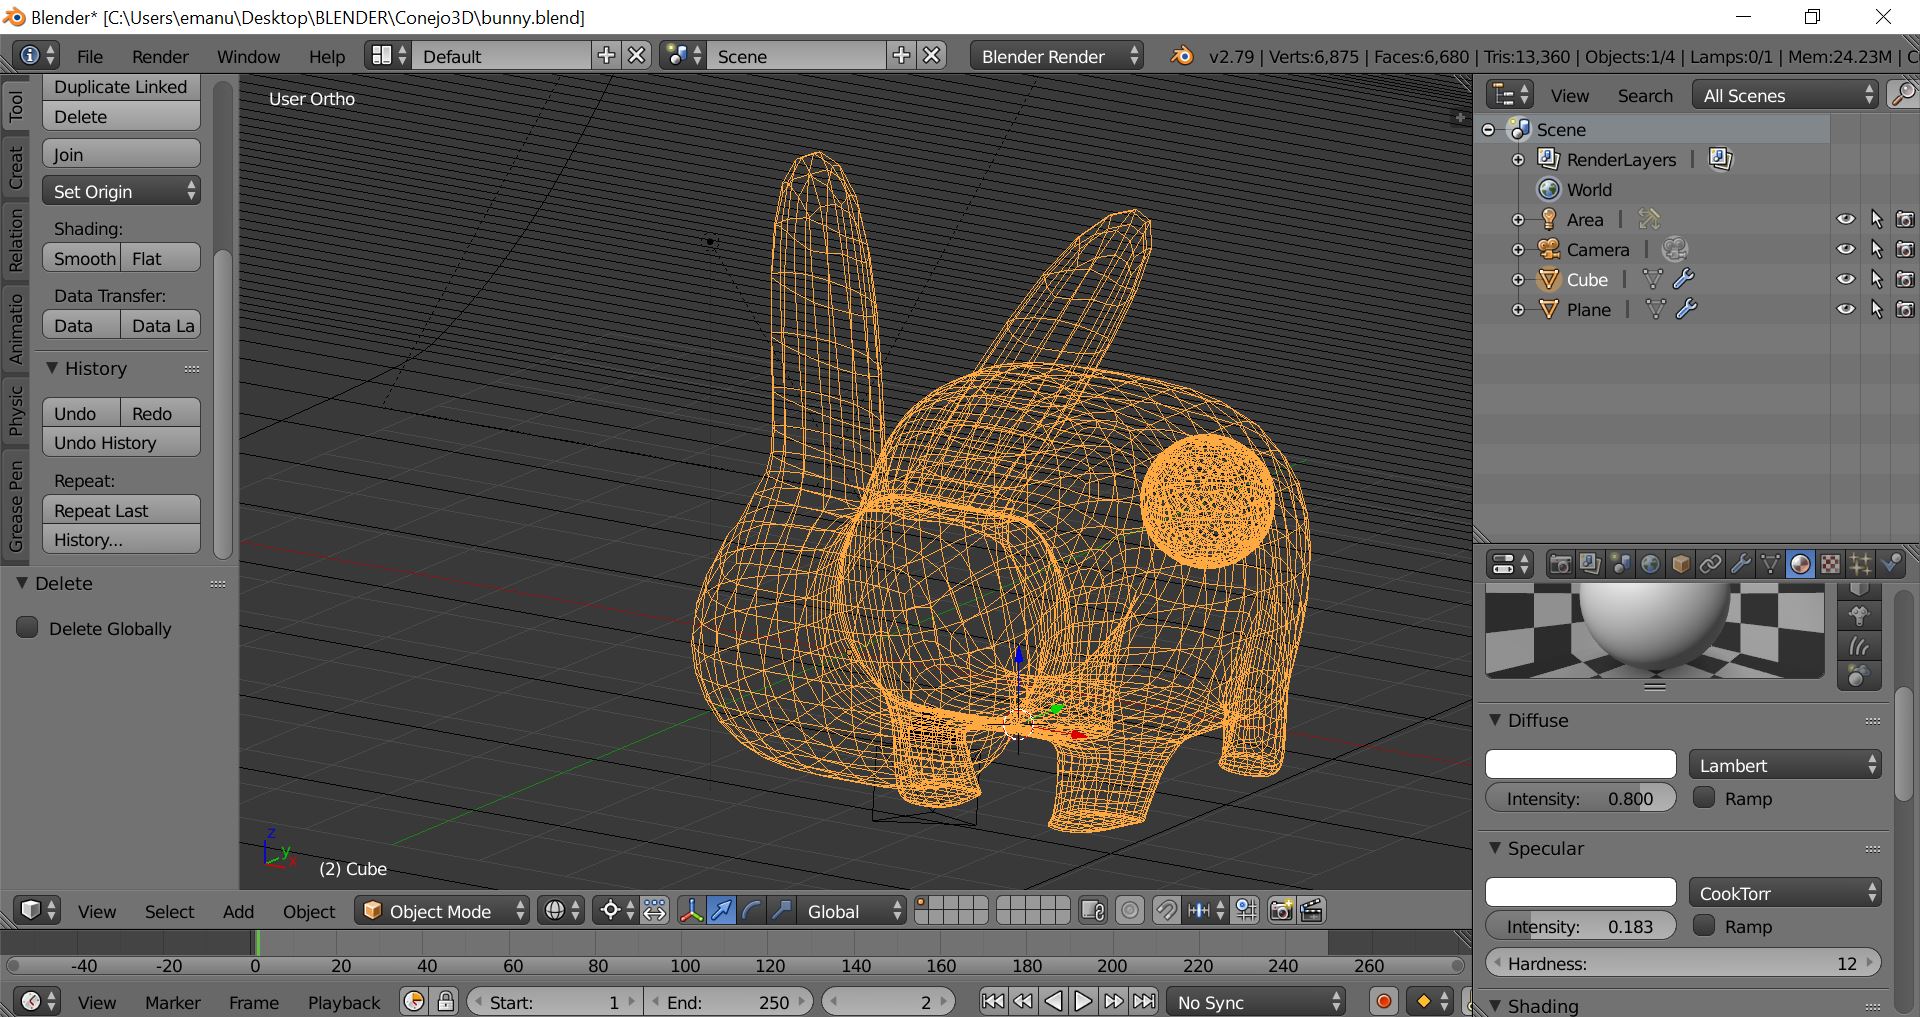 Blender* [C:\Users\emanu\Desktop\BLENDER\Conejo3D\bunny.blend]
File Render Window Help Default Scene Blender Render v2.79 | Verts:6,875 | Faces:6,680 | Tris:13,360 | Objects:1/4 | Lamps:0/1 | Mem:24.23M |
Tool
Creat
Relation
Animatio
Physic
Grease Pen
Duplicate Linked
Delete
Join
Set Origin
Shading:
Smooth Flat
Data Transfer:
Data Data La
History
Undo Redo
Undo History
Repeat:
Repeat Last
History...
Delete
Delete Globally
User Ortho
z
y
x
(2) Cube
View Search All Scenes
Scene
RenderLayers |
World
Area |
Camera |
Cube |
Plane |
Diffuse
Lambert
Intensity: 0.800 Ramp
Specular
CookTorr
Intensity: 0.183 Ramp
Hardness: 12
Shading
View Select Add Object Object Mode Global
-40 -20 0 20 40 60 80 100 120 140 160 180 200 220 240 260
View Marker Frame Playback Start: 1 End: 250 2 No Sync